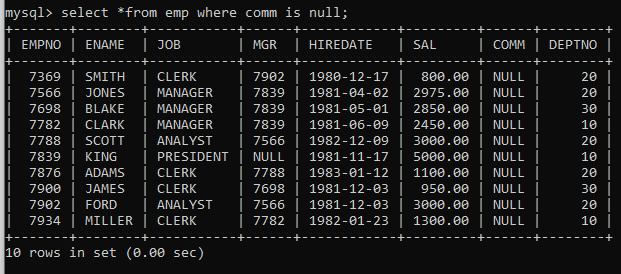 mysql> select *from emp where comm is null;
+-------+--------+-----------+------+------------+---------+------+--------+
| EMPNO | ENAME | JOB | MGR | HIREDATE | SAL | COMM | DEPTNO |
+-------+--------+-----------+------+------------+---------+------+--------+
| 7369 | SMITH | CLERK | 7902 | 1980-12-17 | 800.00 | NULL | 20 |
| 7566 | JONES | MANAGER | 7839 | 1981-04-02 | 2975.00 | NULL | 20 |
| 7698 | BLAKE | MANAGER | 7839 | 1981-05-01 | 2850.00 | NULL | 30 |
| 7782 | CLARK | MANAGER | 7839 | 1981-06-09 | 2450.00 | NULL | 10 |
| 7788 | SCOTT | ANALYST | 7566 | 1982-12-09 | 3000.00 | NULL | 20 |
| 7839 | KING | PRESIDENT | NULL | 1981-11-17 | 5000.00 | NULL | 10 |
| 7876 | ADAMS | CLERK | 7788 | 1983-01-12 | 1100.00 | NULL | 20 |
| 7900 | JAMES | CLERK | 7698 | 1981-12-03 | 950.00 | NULL | 30 |
| 7902 | FORD | ANALYST | 7566 | 1981-12-03 | 3000.00 | NULL | 20 |
| 7934 | MILLER | CLERK | 7782 | 1982-01-23 | 1300.00 | NULL | 10 |
+-------+--------+-----------+------+------------+---------+------+--------+
10 rows in set (0.00 sec)